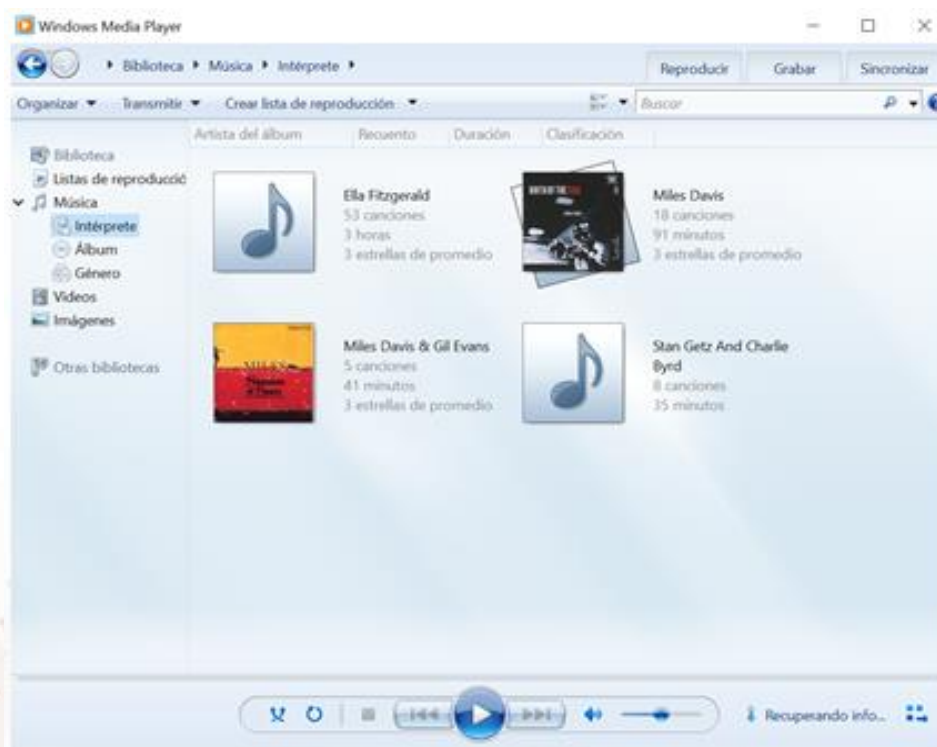 Windows Media Player
Biblioteca Música Intérprete
Reproducir Grabar Sincronizar
Organizar Transmitir Crear lista de reproducción Buscar
Artista del álbum Recuento Duración Clasificación
Biblioteca
Listas de reproducció
Música
Intérprete
Álbum
Género
Videos
Imágenes
Otras bibliotecas
Ella Fitzgerald
53 canciones
3 horas
3 estrellas de promedio
Miles Davis
18 canciones
91 minutos
3 estrellas de promedio
MILES
Miles Davis & Gil Evans
5 canciones
41 minutos
3 estrellas de promedio
Stan Getz And Charlie
Byrd
8 canciones
35 minutos
Recuperando info...